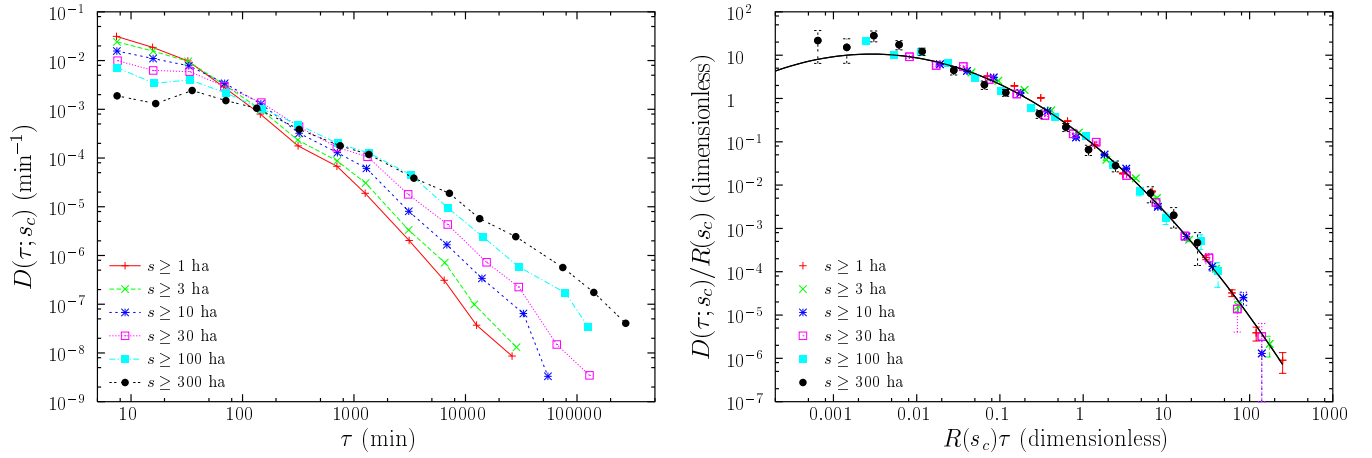 10^2
10^-1
10^-2
10^-3
10^-4
10^-5
10^-6
10^-7
10^-8
10^-9
D(τ; s_c) (min^-1)
s ≥ 1 ha
s ≥ 3 ha
s ≥ 10 ha
s ≥ 30 ha
s ≥ 100 ha
s ≥ 300 ha
10
100
1000
10000
100000
τ (min)
10
1
10^-1
10^-2
10^-3
10^-4
10^-5
10^-6
10^-7
D(τ; s_c)/R(s_c) (dimensionless)
s ≥ 1 ha
s ≥ 3 ha
s ≥ 10 ha
s ≥ 30 ha
s ≥ 100 ha
s ≥ 300 ha
0.001
0.01
0.1
1
10
100
1000
R(s_c)τ (dimensionless)